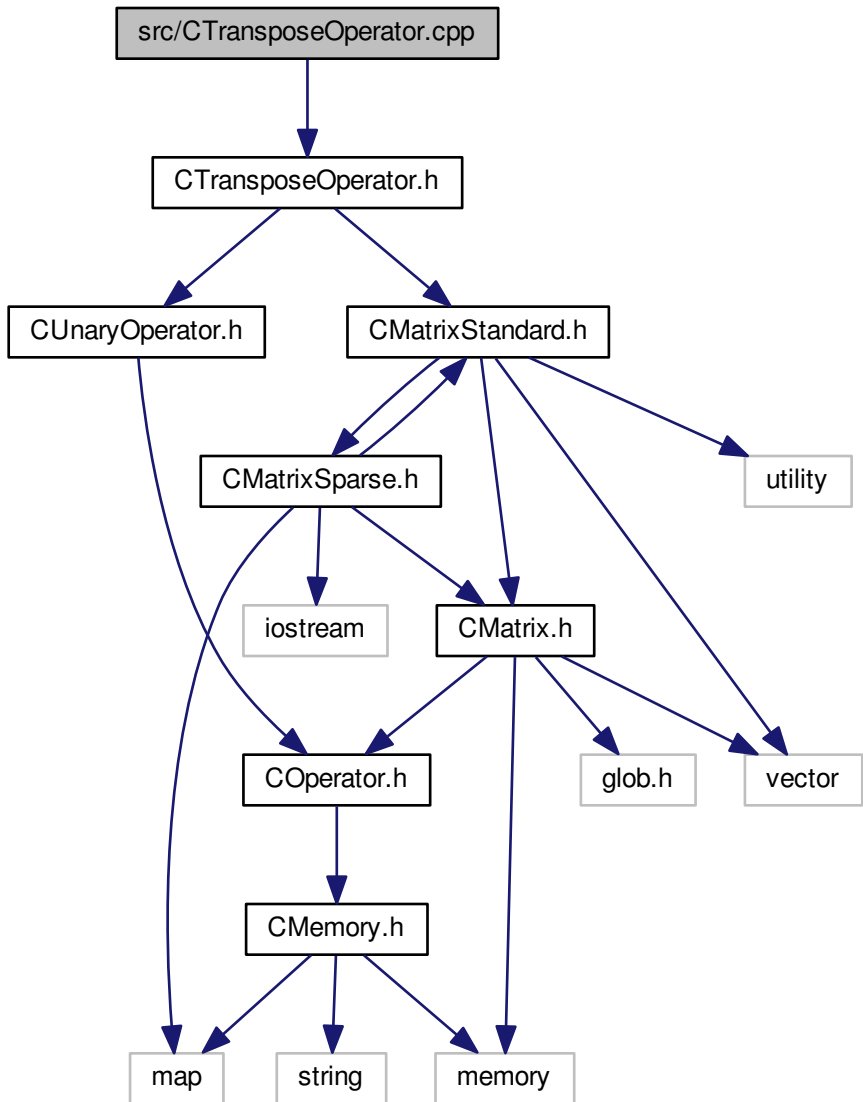 src/CTransposeOperator.cpp
CTransposeOperator.h
CUnaryOperator.h
CMatrixStandard.h
CMatrixSparse.h
utility
iostream
CMatrix.h
COperator.h
glob.h
vector
CMemory.h
map
string
memory